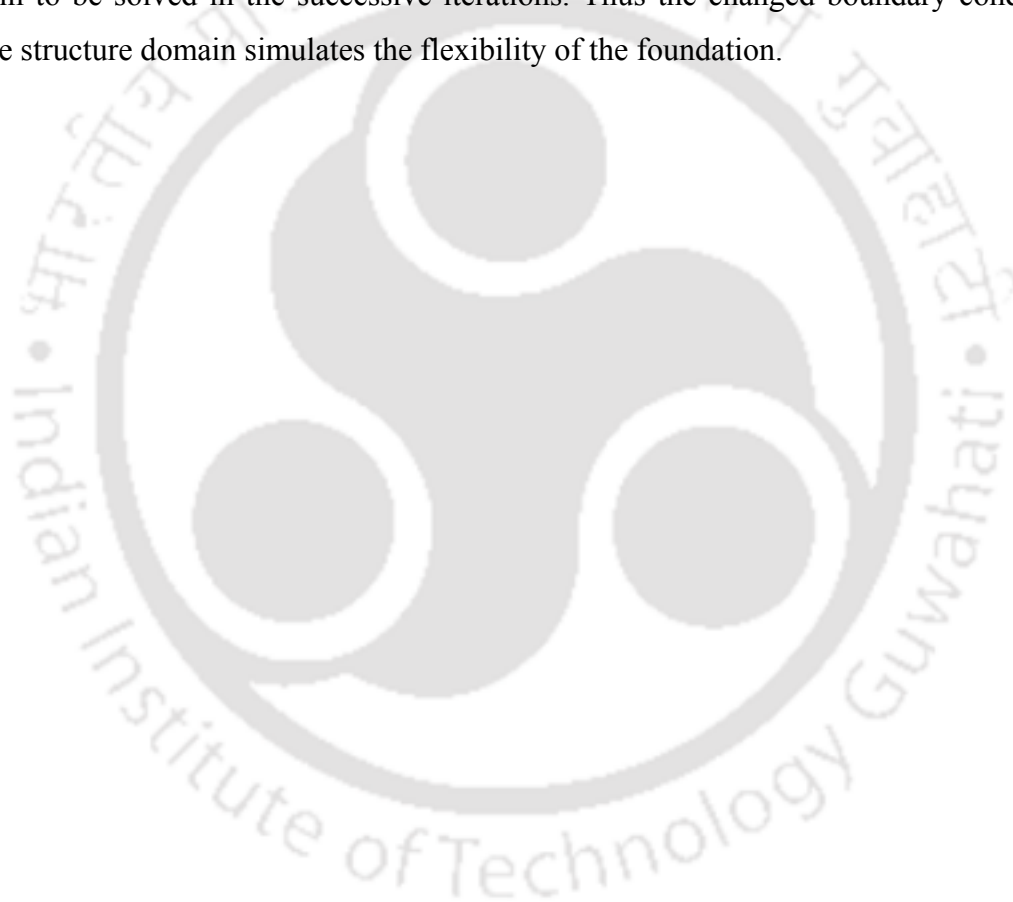 to be solved in the successive iterations. Thus the changed boundary
e structure domain simulates the flexibility of the foundation.
भारतीय
गुवाहाटी
• Indian Institute of Technology Guwahati •